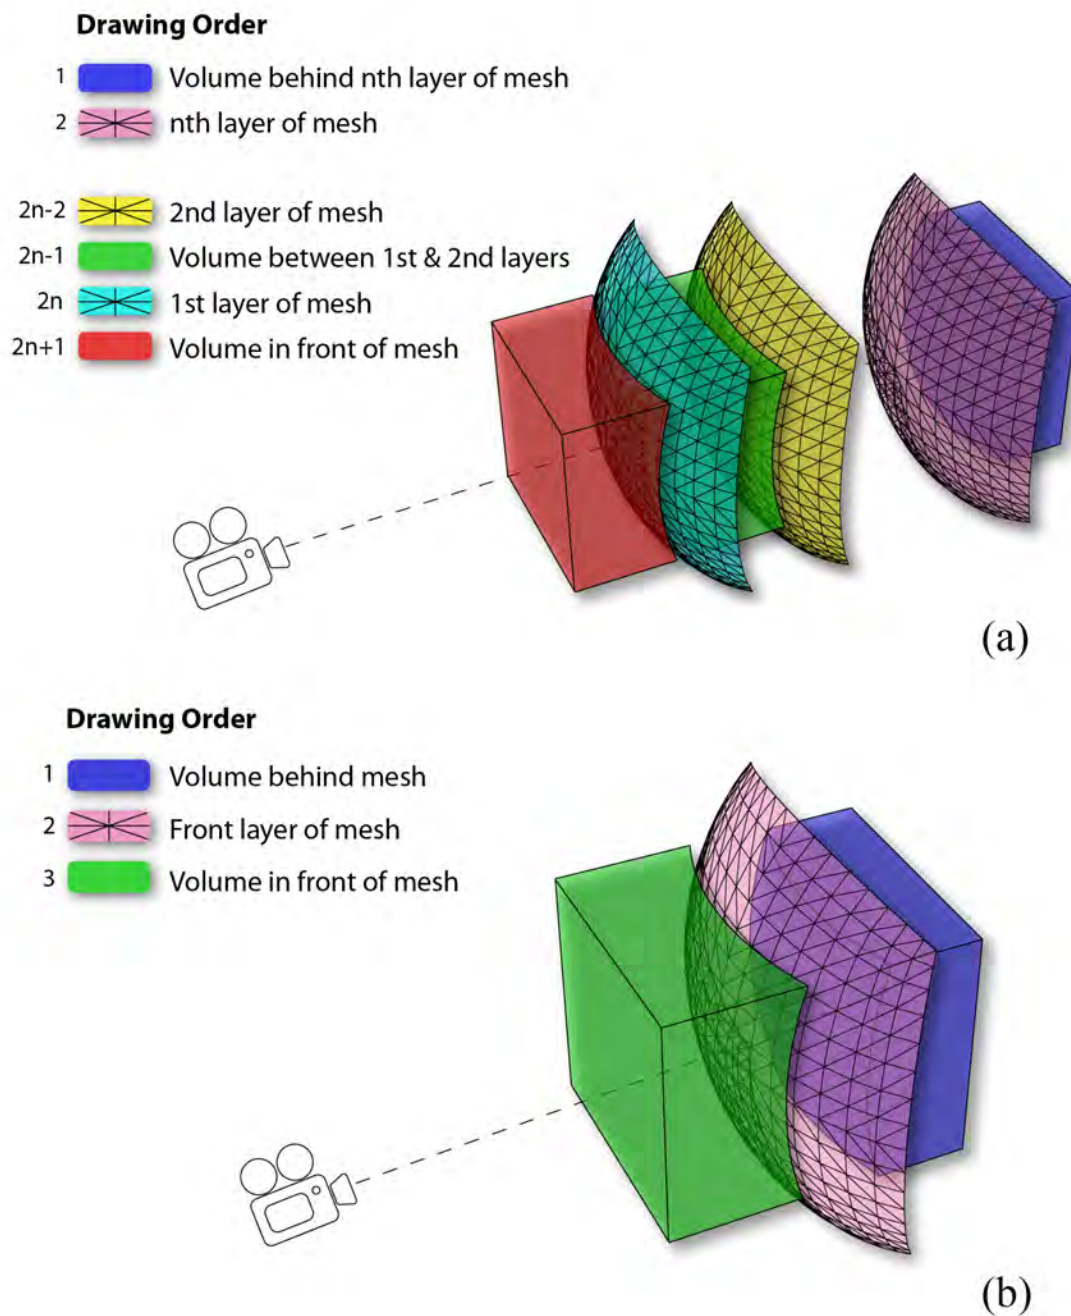 Drawing Order
1 Volume behind nth layer of mesh
2 nth layer of mesh
2n-2 2nd layer of mesh
2n-1 Volume between 1st & 2nd layers
2n 1st layer of mesh
2n+1 Volume in front of mesh
(a)
Drawing Order
1 Volume behind mesh
2 Front layer of mesh
3 Volume in front of mesh
(b)